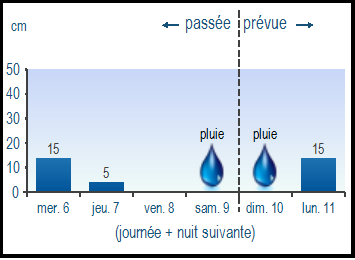 passée prévue
cm
50
40
30
20
10
0
15
5
pluie
pluie
15
mer. 6 jeu. 7 ven. 8 sam. 9 dim. 10 lun. 11
(journée + nuit suivante)